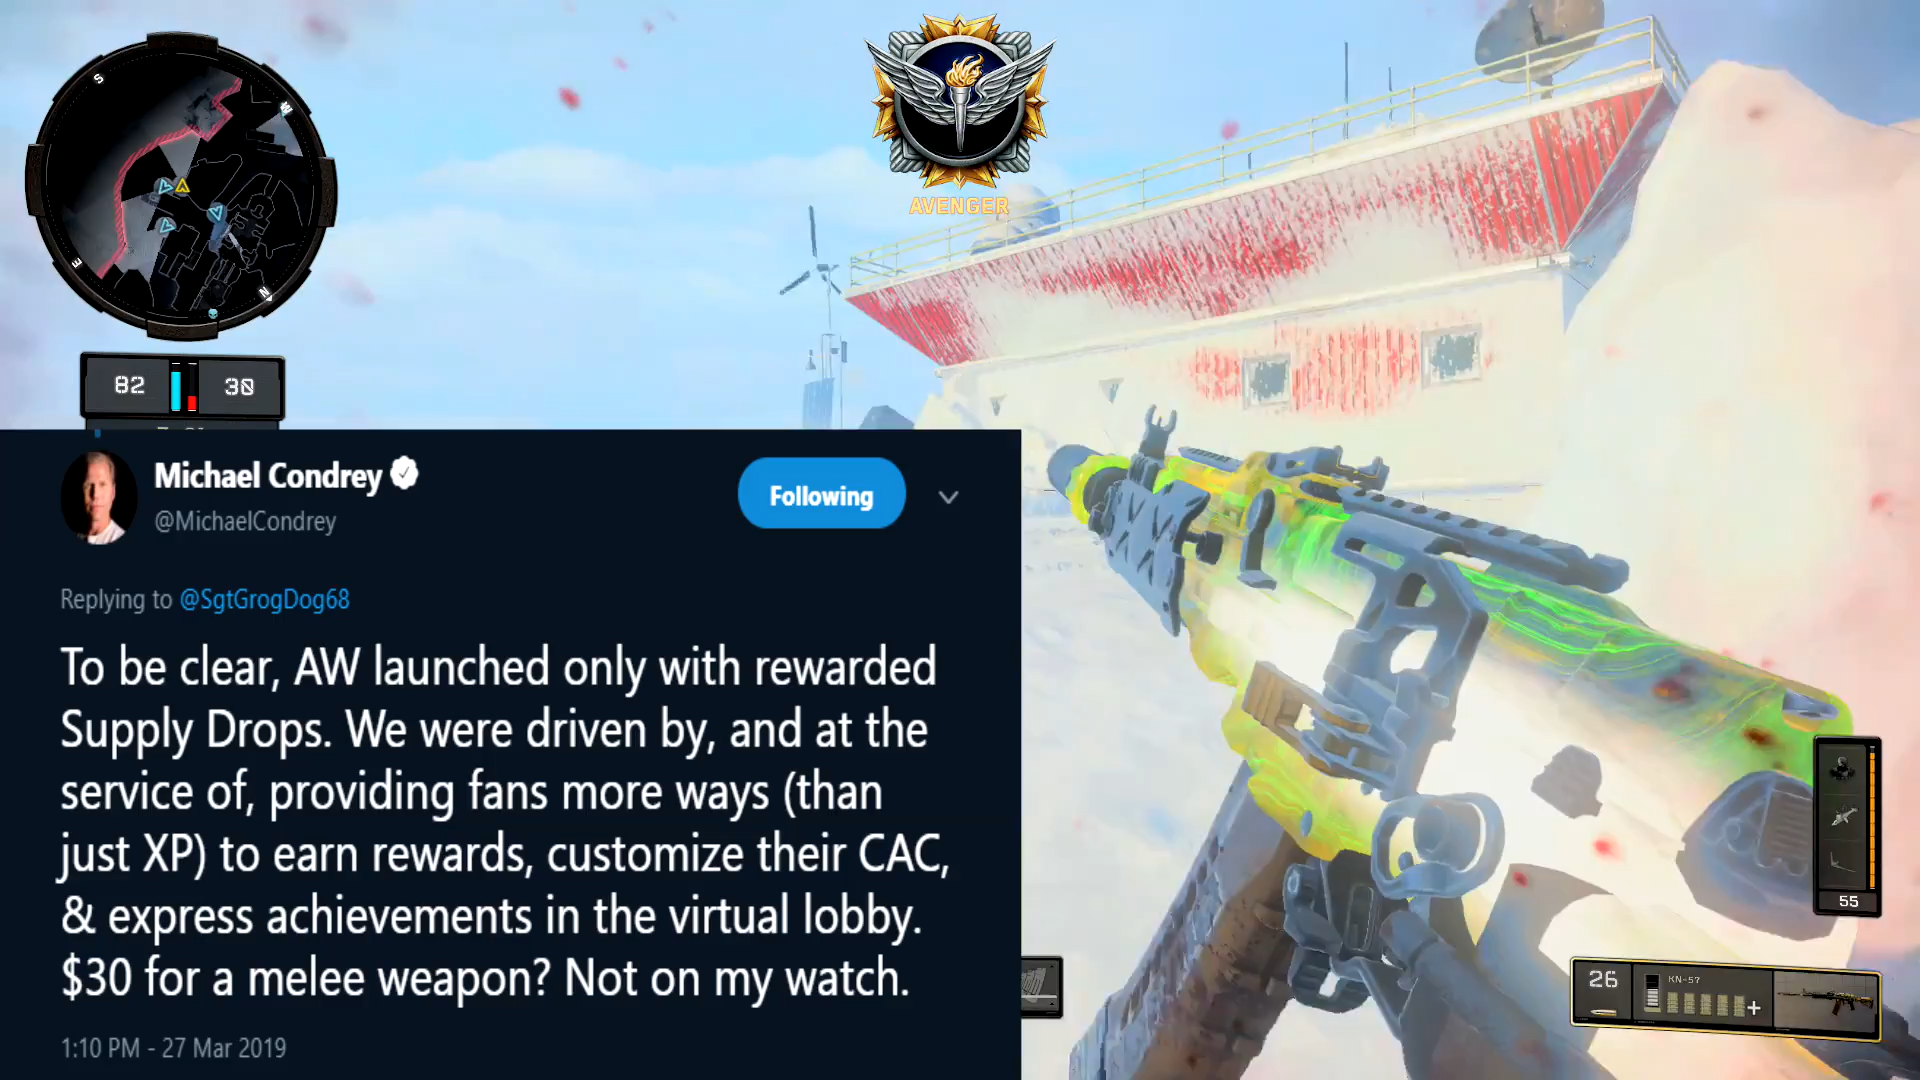 S
W
E
N
AVENGER
82
30
Michael Condrey
@MichaelCondrey
Following
Replying to @SgtGrogDog68
To be clear, AW launched only with rewarded
Supply Drops. We were driven by, and at the
service of, providing fans more ways (than
just XP) to earn rewards, customize their CAC,
& express achievements in the virtual lobby.
$30 for a melee weapon? Not on my watch.
1:10 PM - 27 Mar 2019
55
26
KN-57
+